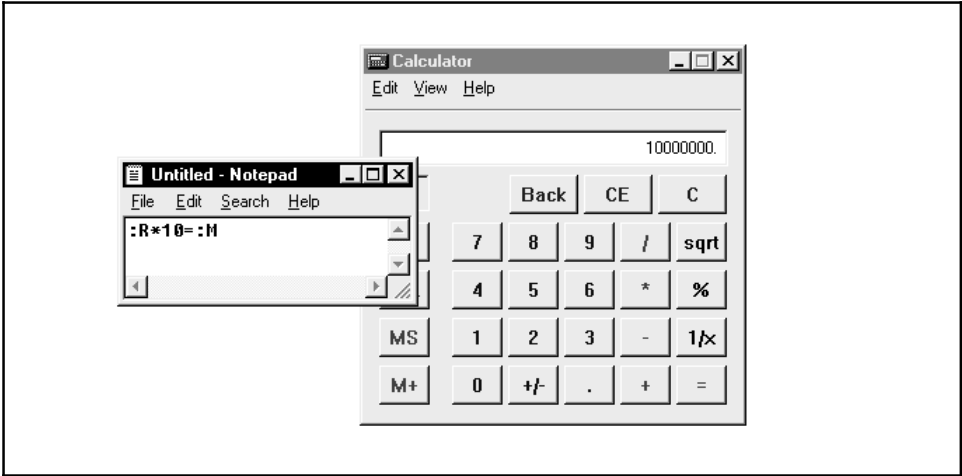 Calculator
Edit View Help
10000000.
Untitled - Notepad
File Edit Search Help
:R*10=:M
Back CE C
7 8 9 / sqrt
4 5 6 * %
MS 1 2 3 - 1/x
M+ 0 +/- . + =